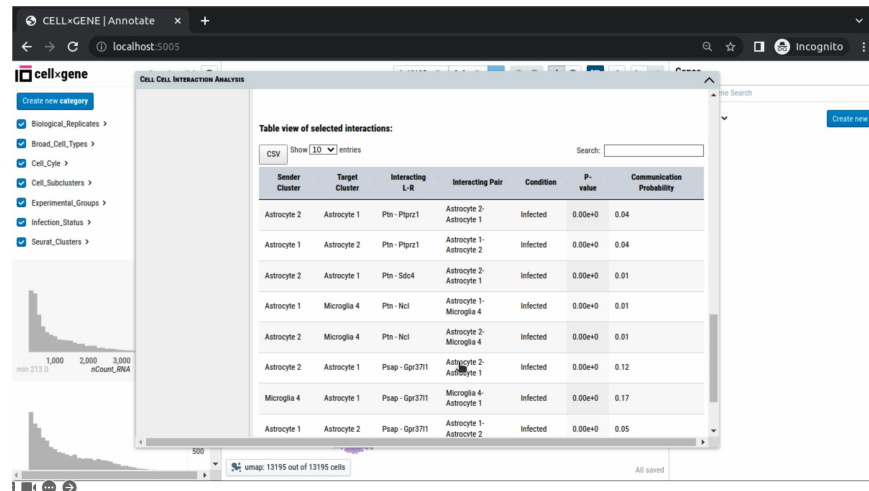 CELL×GENE | Annotate
localhost:5005
Incognito
cellxgene
CELL CELL INTERACTION ANALYSIS
Create new category
me Search
Create new
Biological_Replicates
Broad_Cell_Types
Cell_Cyle
Cell_Subclusters
Experimental_Groups
Infection_Status
Seurat_Clusters
Table view of selected interactions:
CSV Show 10 entries Search:
Sender Cluster Target Cluster Interacting L-R Interacting Pair Condition P-value Communication Probability
Astrocyte 2 Astrocyte 1 Ptn - Ptprz1 Astrocyte 2-Astrocyte 1 Infected 0.00e+0 0.04
Astrocyte 1 Astrocyte 2 Ptn - Ptprz1 Astrocyte 1-Astrocyte 2 Infected 0.00e+0 0.04
Astrocyte 2 Astrocyte 1 Ptn - Sdc4 Astrocyte 2-Astrocyte 1 Infected 0.00e+0 0.01
Astrocyte 1 Microglia 4 Ptn - Ncl Astrocyte 1-Microglia 4 Infected 0.00e+0 0.01
Astrocyte 2 Microglia 4 Ptn - Ncl Astrocyte 2-Microglia 4 Infected 0.00e+0 0.01
Astrocyte 2 Astrocyte 1 Psap - Gpr37l1 Astrocyte 2-Astrocyte 1 Infected 0.00e+0 0.12
Microglia 4 Astrocyte 1 Psap - Gpr37l1 Microglia 4-Astrocyte 1 Infected 0.00e+0 0.17
Astrocyte 1 Astrocyte 2 Psap - Gpr37l1 Astrocyte 1-Astrocyte 2 Infected 0.00e+0 0.05
1,000 2,000 3,000
min 213.0 nCount_RNA
500
umap: 13195 out of 13195 cells
All saved